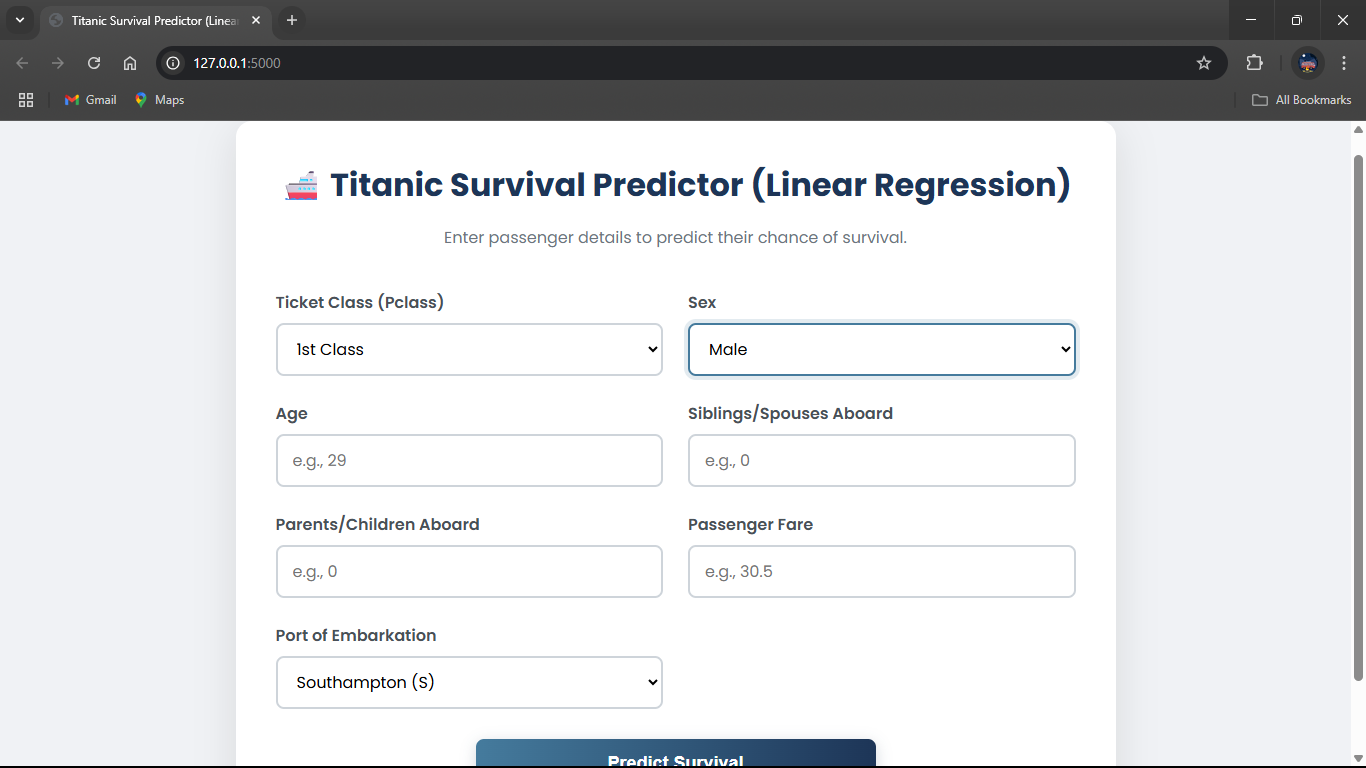 Titanic Survival Predictor (Linea
127.0.0.1:5000
Gmail Maps All Bookmarks
Titanic Survival Predictor (Linear Regression)
Enter passenger details to predict their chance of survival.
Ticket Class (Pclass) Sex
1st Class Male
Age Siblings/Spouses Aboard
e.g., 29 e.g., 0
Parents/Children Aboard Passenger Fare
e.g., 0 e.g., 30.5
Port of Embarkation
Southampton (S)
Predict Survival